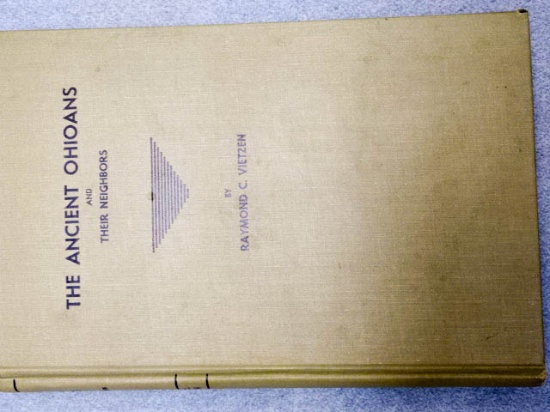 THE ANCIENT OHIOANS
AND
THEIR NEIGHBORS
BY
RAYMOND C. VIETZEN